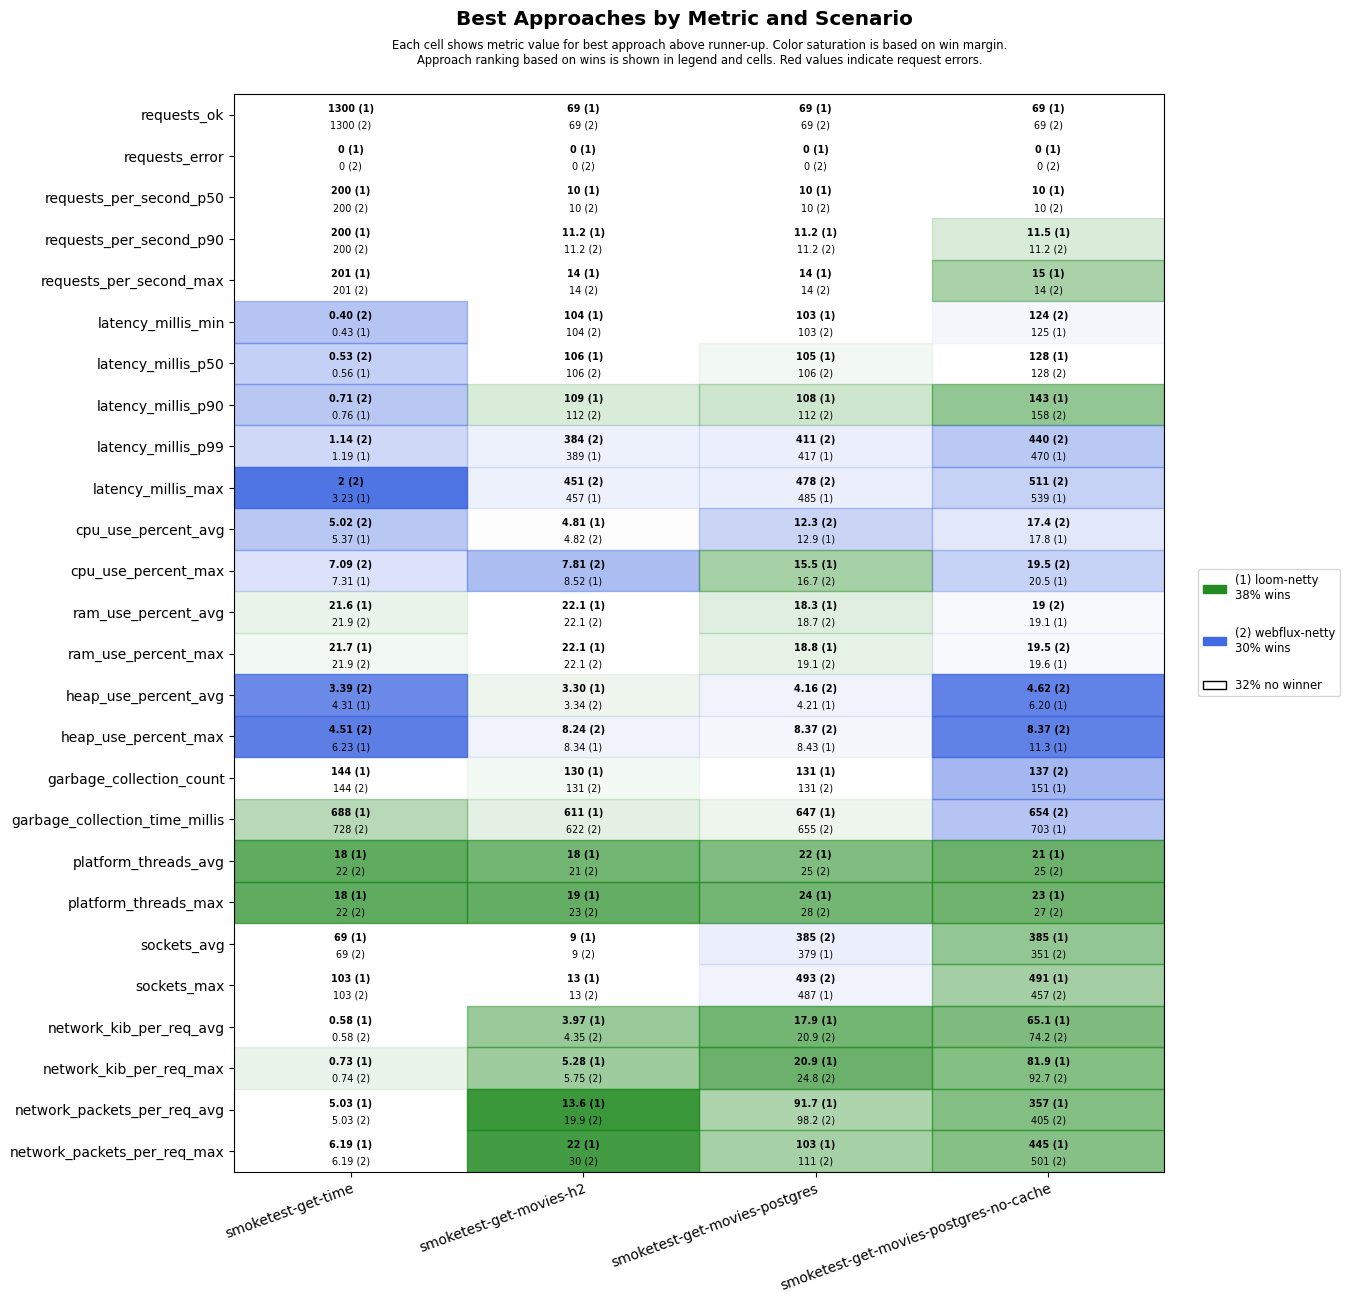 Best Approaches by Metric and Scenario
Each cell shows metric value for best approach above runner-up. Color saturation is based on win margin.
Approach ranking based on wins is shown in legend and cells. Red values indicate request errors.
requests_ok
1300 (1) 69 (1) 69 (1) 69 (1)
1300 (2) 69 (2) 69 (2) 69 (2)
requests_error
0 (1) 0 (1) 0 (1) 0 (1)
0 (2) 0 (2) 0 (2) 0 (2)
requests_per_second_p50
200 (1) 10 (1) 10 (1) 10 (1)
200 (2) 10 (2) 10 (2) 10 (2)
requests_per_second_p90
200 (1) 11.2 (1) 11.2 (1) 11.5 (1)
200 (2) 11.2 (2) 11.2 (2) 11.2 (2)
requests_per_second_max
201 (1) 14 (1) 14 (1) 15 (1)
201 (2) 14 (2) 14 (2) 14 (2)
latency_millis_min
0.40 (2) 104 (1) 103 (1) 124 (2)
0.43 (1) 104 (2) 103 (2) 125 (1)
latency_millis_p50
0.53 (2) 106 (1) 105 (1) 128 (1)
0.56 (1) 106 (2) 106 (2) 128 (2)
latency_millis_p90
0.71 (2) 109 (1) 108 (1) 143 (1)
0.76 (1) 112 (2) 112 (2) 158 (2)
latency_millis_p99
1.14 (2) 384 (2) 411 (2) 440 (2)
1.19 (1) 389 (1) 417 (1) 470 (1)
latency_millis_max
2 (2) 451 (2) 478 (2) 511 (2)
3.23 (1) 457 (1) 485 (1) 539 (1)
cpu_use_percent_avg
5.02 (2) 4.81 (1) 12.3 (2) 17.4 (2)
5.37 (1) 4.82 (2) 12.9 (1) 17.8 (1)
cpu_use_percent_max
7.09 (2) 7.81 (2) 15.5 (1) 19.5 (2)
7.31 (1) 8.52 (1) 16.7 (2) 20.5 (1)
ram_use_percent_avg
21.6 (1) 22.1 (1) 18.3 (1) 19 (2)
21.9 (2) 22.1 (2) 18.7 (2) 19.1 (1)
ram_use_percent_max
21.7 (1) 22.1 (1) 18.8 (1) 19.5 (2)
21.9 (2) 22.1 (2) 19.1 (2) 19.6 (1)
heap_use_percent_avg
3.39 (2) 3.30 (1) 4.16 (2) 4.62 (2)
4.31 (1) 3.34 (2) 4.21 (1) 6.20 (1)
heap_use_percent_max
4.51 (2) 8.24 (2) 8.37 (2) 8.37 (2)
6.23 (1) 8.34 (1) 8.43 (1) 11.3 (1)
garbage_collection_count
144 (1) 130 (1) 131 (1) 137 (2)
144 (2) 131 (2) 131 (2) 151 (1)
garbage_collection_time_millis
688 (1) 611 (1) 647 (1) 654 (2)
728 (2) 622 (2) 655 (2) 703 (1)
platform_threads_avg
18 (1) 18 (1) 22 (1) 21 (1)
22 (2) 21 (2) 25 (2) 25 (2)
platform_threads_max
18 (1) 19 (1) 24 (1) 23 (1)
22 (2) 23 (2) 28 (2) 27 (2)
sockets_avg
69 (1) 9 (1) 385 (2) 385 (1)
69 (2) 9 (2) 379 (1) 351 (2)
sockets_max
103 (1) 13 (1) 493 (2) 491 (1)
103 (2) 13 (2) 487 (1) 457 (2)
network_kib_per_req_avg
0.58 (1) 3.97 (1) 17.9 (1) 65.1 (1)
0.58 (2) 4.35 (2) 20.9 (2) 74.2 (2)
network_kib_per_req_max
0.73 (1) 5.28 (1) 20.9 (1) 81.9 (1)
0.74 (2) 5.75 (2) 24.8 (2) 92.7 (2)
network_packets_per_req_avg
5.03 (1) 13.6 (1) 91.7 (1) 357 (1)
5.03 (2) 19.9 (2) 98.2 (2) 405 (2)
network_packets_per_req_max
6.19 (1) 22 (1) 103 (1) 445 (1)
6.19 (2) 30 (2) 111 (2) 501 (2)
smoketest-get-time
smoketest-get-movies-h2
smoketest-get-movies-postgres
smoketest-get-movies-postgres-no-cache
(1) loom-netty
38% wins
(2) webflux-netty
30% wins
32% no winner